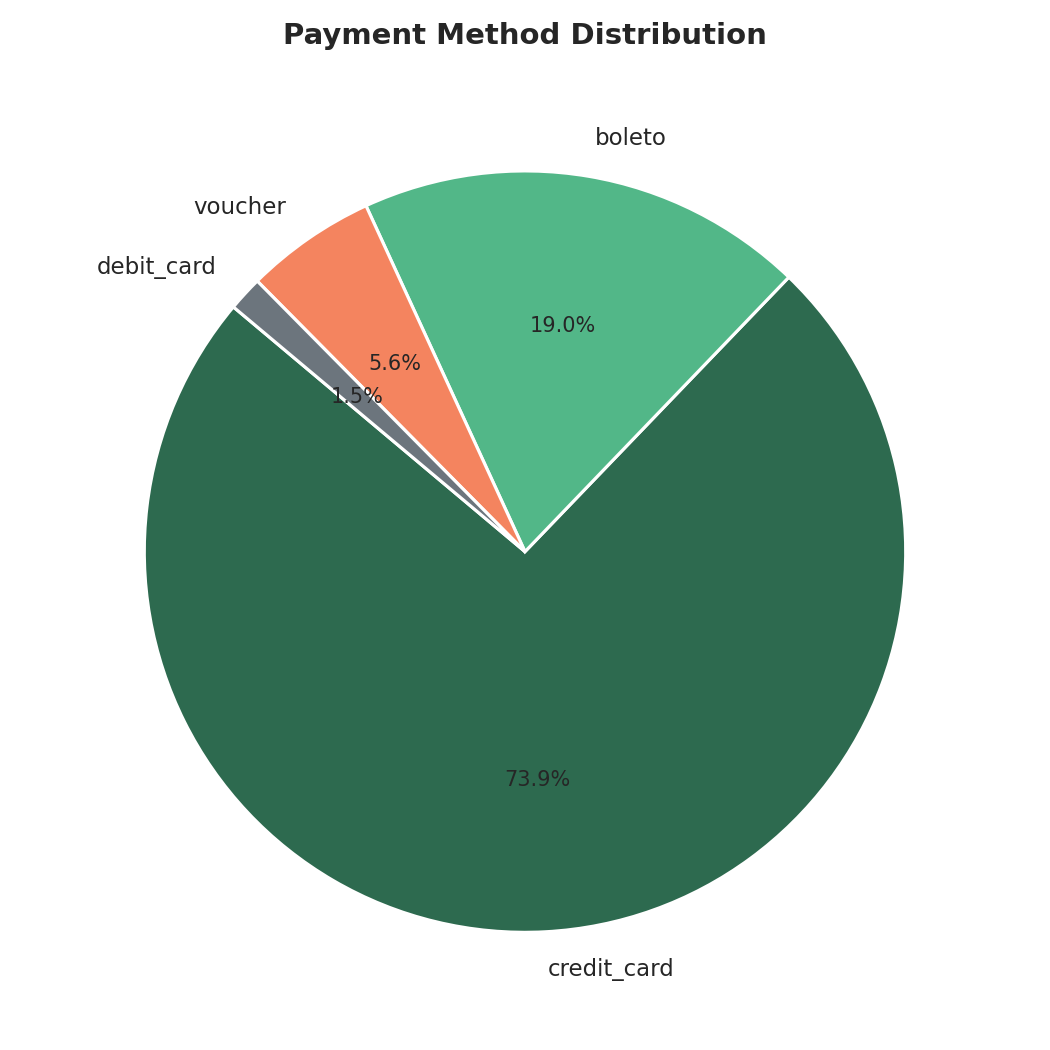 Payment Method Distribution
boleto
voucher
debit_card
19.0%
5.6%
1.5%
73.9%
credit_card